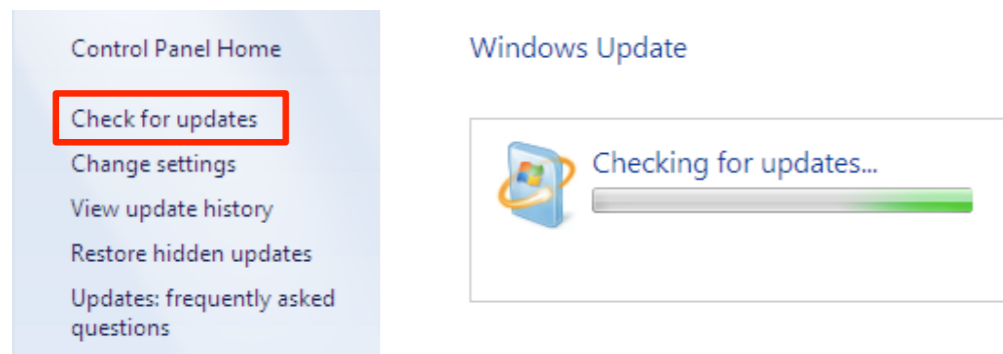 Control Panel Home
Check for updates
Change settings
View update history
Restore hidden updates
Updates: frequently asked
questions
Windows Update
Checking for updates...